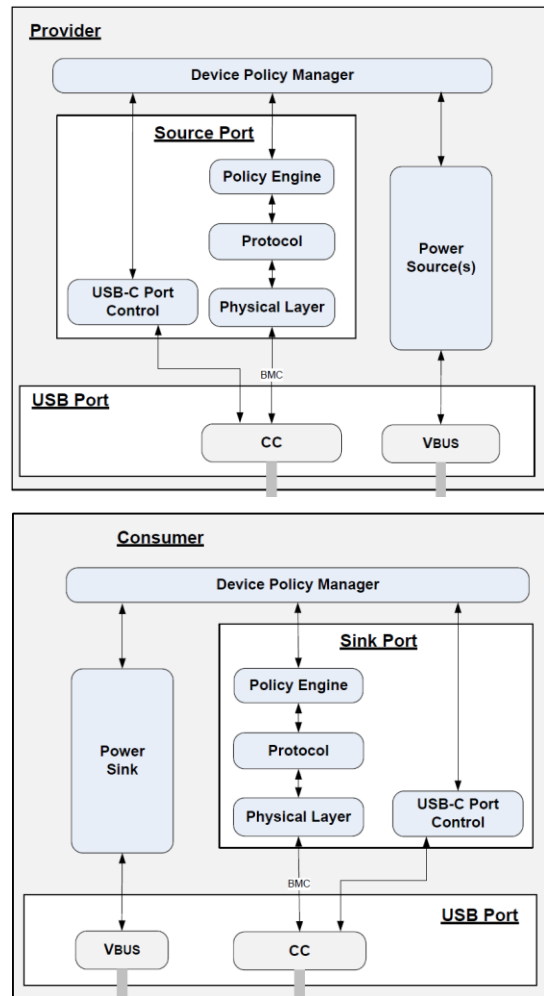 Provider
Device Policy Manager
Source Port
Policy Engine
Protocol
Power
Source(s)
USB-C Port
Control
Physical Layer
BMC
USB Port
CC
VBUS
Consumer
Device Policy Manager
Sink Port
Policy Engine
Power
Sink
Protocol
Physical Layer
USB-C Port
Control
BMC
USB Port
VBUS
CC